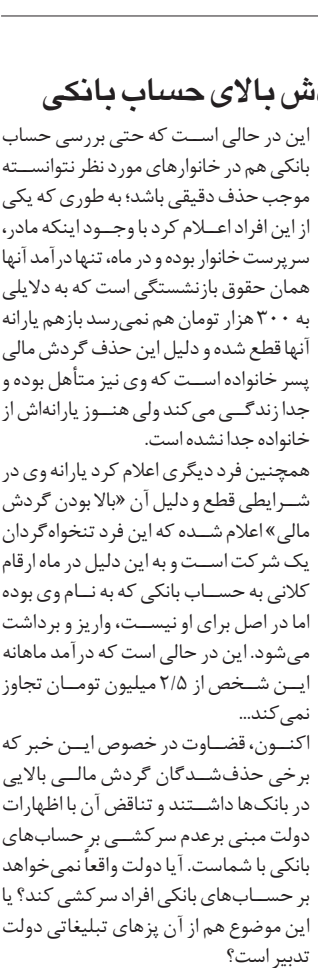 بالای حساب بانکی
این در حالی است که حتی بررسی حساب
بانکی هم در خانوارهای مورد نظر نتوانسته
موجب حذف دقیقی باشد؛ به طوری که یکی
از این افراد اعلام کرد با وجود اینکه مادر،
سرپرست خانوار بوده و در ماه، تنها درآمد آنها
همان حقوق بازنشستگی است که به دلایلی
به ۳۰۰ هزار تومان هم نمی‌رسد بازهم یارانه
آنها قطع شده و دلیل این حذف گردش مالی
پسر خانواده است که وی نیز متأهل بوده و
جدا زندگی می‌کند ولی هنوز یارانه‌اش از
خانواده جدا نشده است.
همچنین فرد دیگری اعلام کرد یارانه وی در
شرایطی قطع و دلیل آن «بالا بودن گردش
مالی» اعلام شده که این فرد تنخواه‌گردان
یک شرکت است و به این دلیل در ماه ارقام
کلانی به حساب بانکی که به نام وی بوده
اما در اصل برای او نیست، واریز و برداشت
می‌شود. این در حالی است که درآمد ماهانه
این شخص از ۲/۵ میلیون تومان تجاوز
نمی‌کند...
اکنون، قضاوت در خصوص این خبر که
برخی حذف‌شدگان گردش مالی بالایی
در بانک‌ها داشتند و تناقض آن با اظهارات
دولت مبنی برعدم سرکشی بر حساب‌های
بانکی با شماست. آیا دولت واقعاً نمی‌خواهد
بر حساب‌های بانکی افراد سرکشی کند؟ یا
این موضوع هم از آن پزهای تبلیغاتی دولت
تدبیر است؟